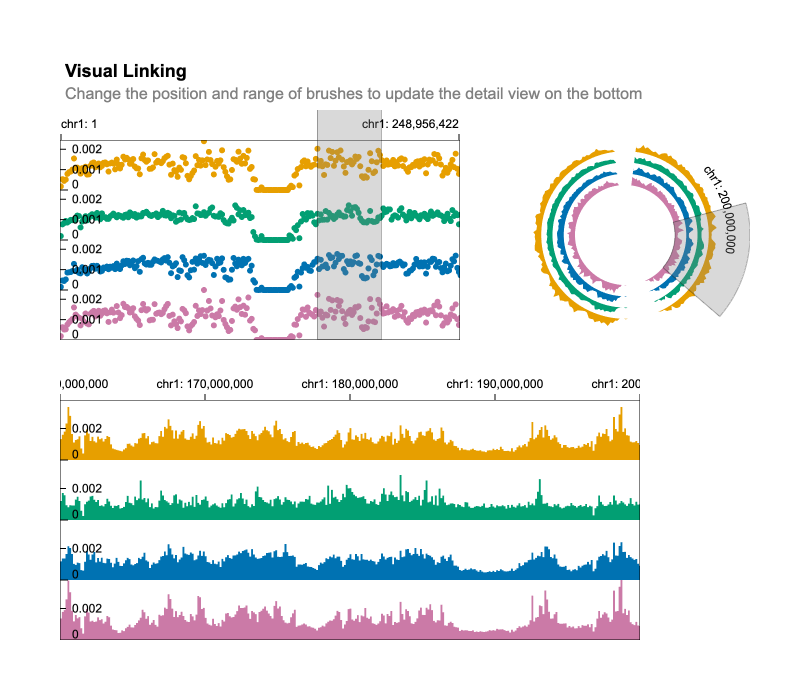 Visual Linking
Change the position and range of brushes to update the detail view on the bottom
chr1: 1
chr1: 248,956,422
0.002
0.001
0
0.002
0.001
0
0.002
0.001
0
0.002
0.001
0
chr1: 200,000,000
0,000,000
chr1: 170,000,000
chr1: 180,000,000
chr1: 190,000,000
chr1: 200
0.002
0
0.002
0
0.002
0
0.002
0